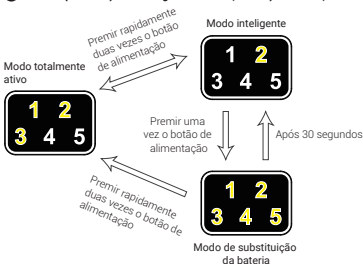 Modo inteligente
Premir rapidamente
duas vezes o botão
de alimentação
1 2
3 4 5
Modo totalmente
ativo
1 2
3 4 5
Premir uma
vez o botão de
alimentação
Após 30 segundos
Premir rapidamente
duas vezes o botão de
alimentação
1 2
3 4 5
Modo de substituição
da bateria